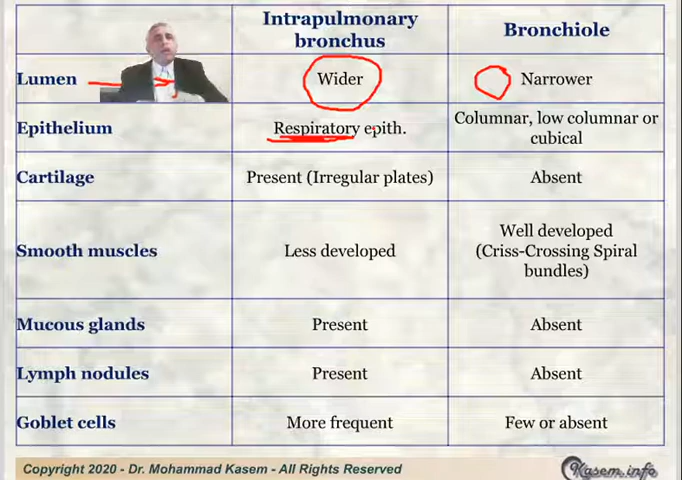 Intrapulmonary
bronchus
Bronchiole
Lumen
Wider
Narrower
Epithelium
Respiratory epith.
Columnar, low columnar or
cubical
Cartilage
Present (Irregular plates)
Absent
Smooth muscles
Less developed
Well developed
(Criss-Crossing Spiral
bundles)
Mucous glands
Present
Absent
Lymph nodules
Present
Absent
Goblet cells
More frequent
Few or absent
Copyright 2020 - Dr. Mohammad Kasem - All Rights Reserved
Kasem.info